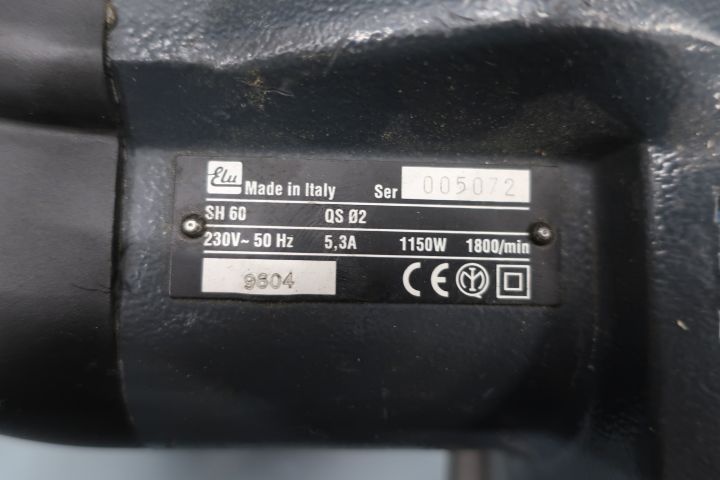 Elu Made in Italy Ser 005072
SH 60 QS Ø2
230V~ 50 Hz 5,3A 1150W 1800/min
9604
CE